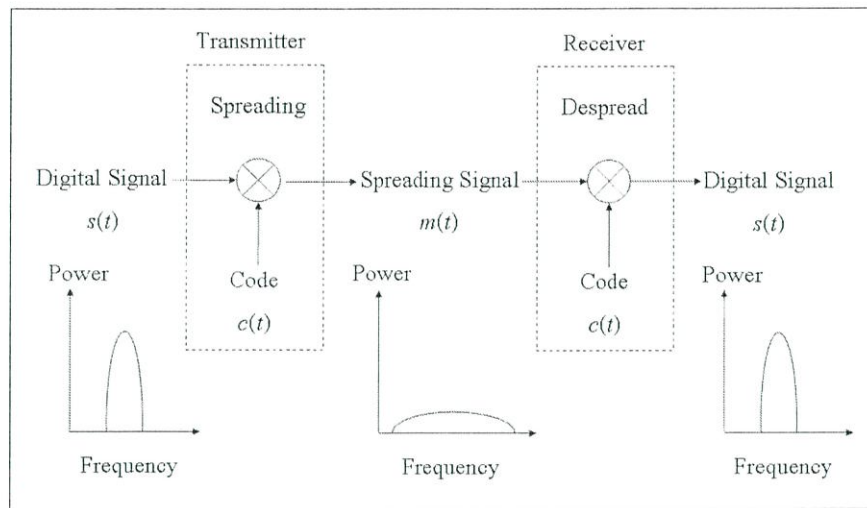 Transmitter
Receiver
Spreading
Despread
Digital Signal
Spreading Signal
Digital Signal
s(t)
m(t)
s(t)
Power
Code
Power
Code
Power
c(t)
c(t)
Frequency
Frequency
Frequency